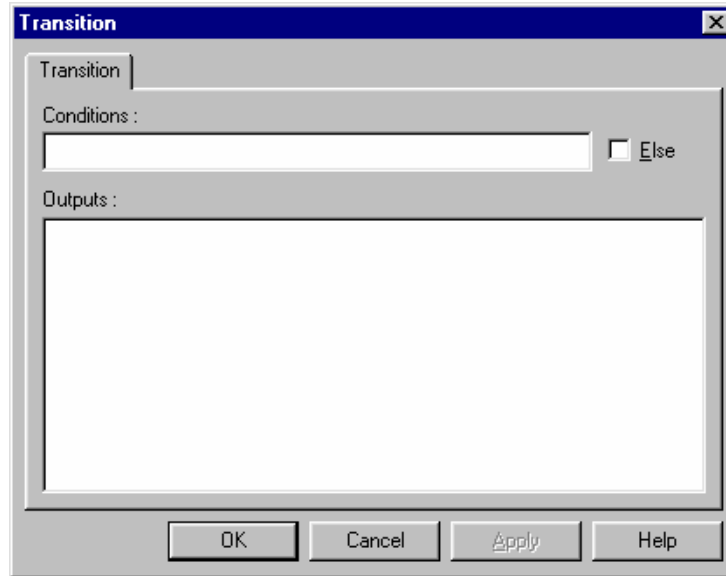 Transition
Transition
Conditions :
Else
Outputs :
OK Cancel Apply Help